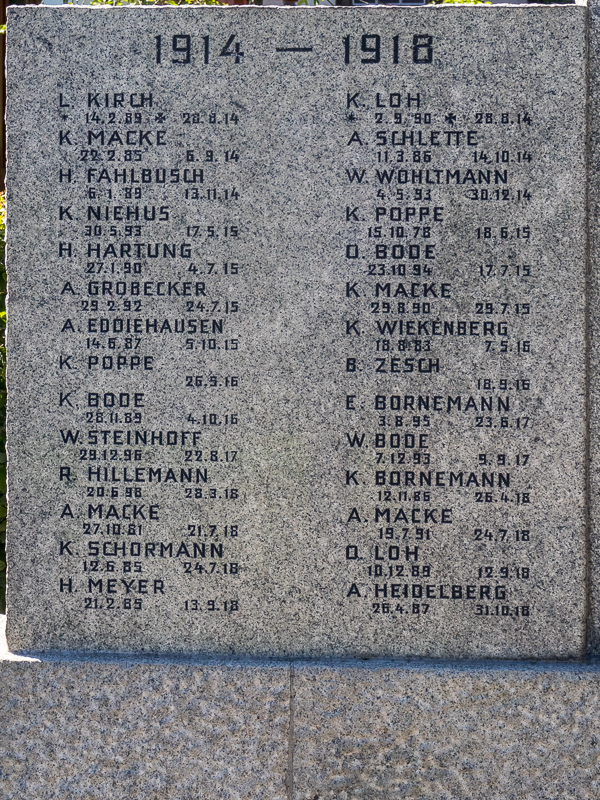 1914 — 1918
L. KIRCH
* 14.2.89 ✠ 28.8.14
K. MACKE
22.2.85 6.9.14
H. FAHLBUSCH
6.1.89 13.11.14
K. NIEHUS
30.5.93 17.5.15
H. HARTUNG
27.1.90 4.7.15
A. GROBECKER
29.2.92 24.7.15
A. EDDIEHAUSEN
14.6.87 5.10.15
K. POPPE
26.9.16
K. BODE
28.11.89 4.10.16
W. STEINHOFF
29.12.96 22.8.17
R. HILLEMANN
20.6.98 28.3.18
A. MACKE
27.10.81 21.7.18
K. SCHORMANN
12.6.85 24.7.18
H. MEYER
21.2.85 13.9.18
K. LOH
* 2.9.90 ✠ 28.8.14
A. SCHLETTE
11.3.86 14.10.14
W. WOHLTMANN
4.5.93 30.12.14
K. POPPE
15.10.78 18.6.15
O. BODE
23.10.94 17.7.15
K. MACKE
29.8.90 29.7.15
K. WIEKENBERG
18.8.83 7.5.16
B. ZESCH
18.9.16
E. BORNEMANN
3.8.95 23.6.17
W. BODE
7.12.93 9.9.17
K. BORNEMANN
12.11.86 26.4.18
A. MACKE
19.7.91 24.7.18
O. LOH
10.12.89 12.9.18
A. HEIDELBERG
26.4.87 31.10.18